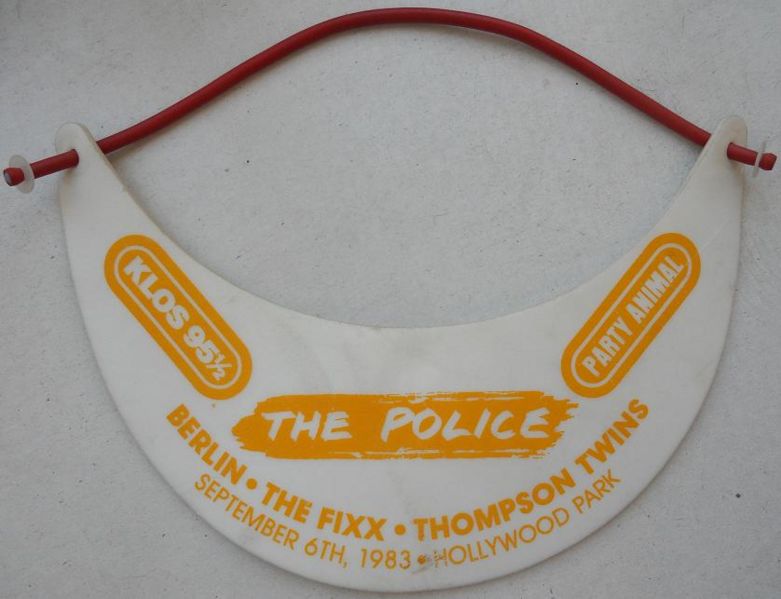 KLOS 95½
PARTY ANIMAL
THE POLICE
BERLIN • THE FIXX • THOMPSON TWINS
SEPTEMBER 6TH, 1983 • HOLLYWOOD PARK